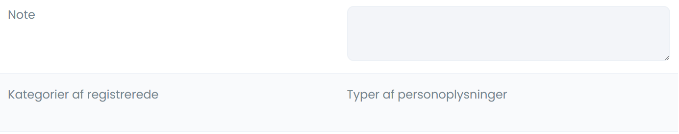 Note
Kategorier af registrerede
Typer af personoplysninger